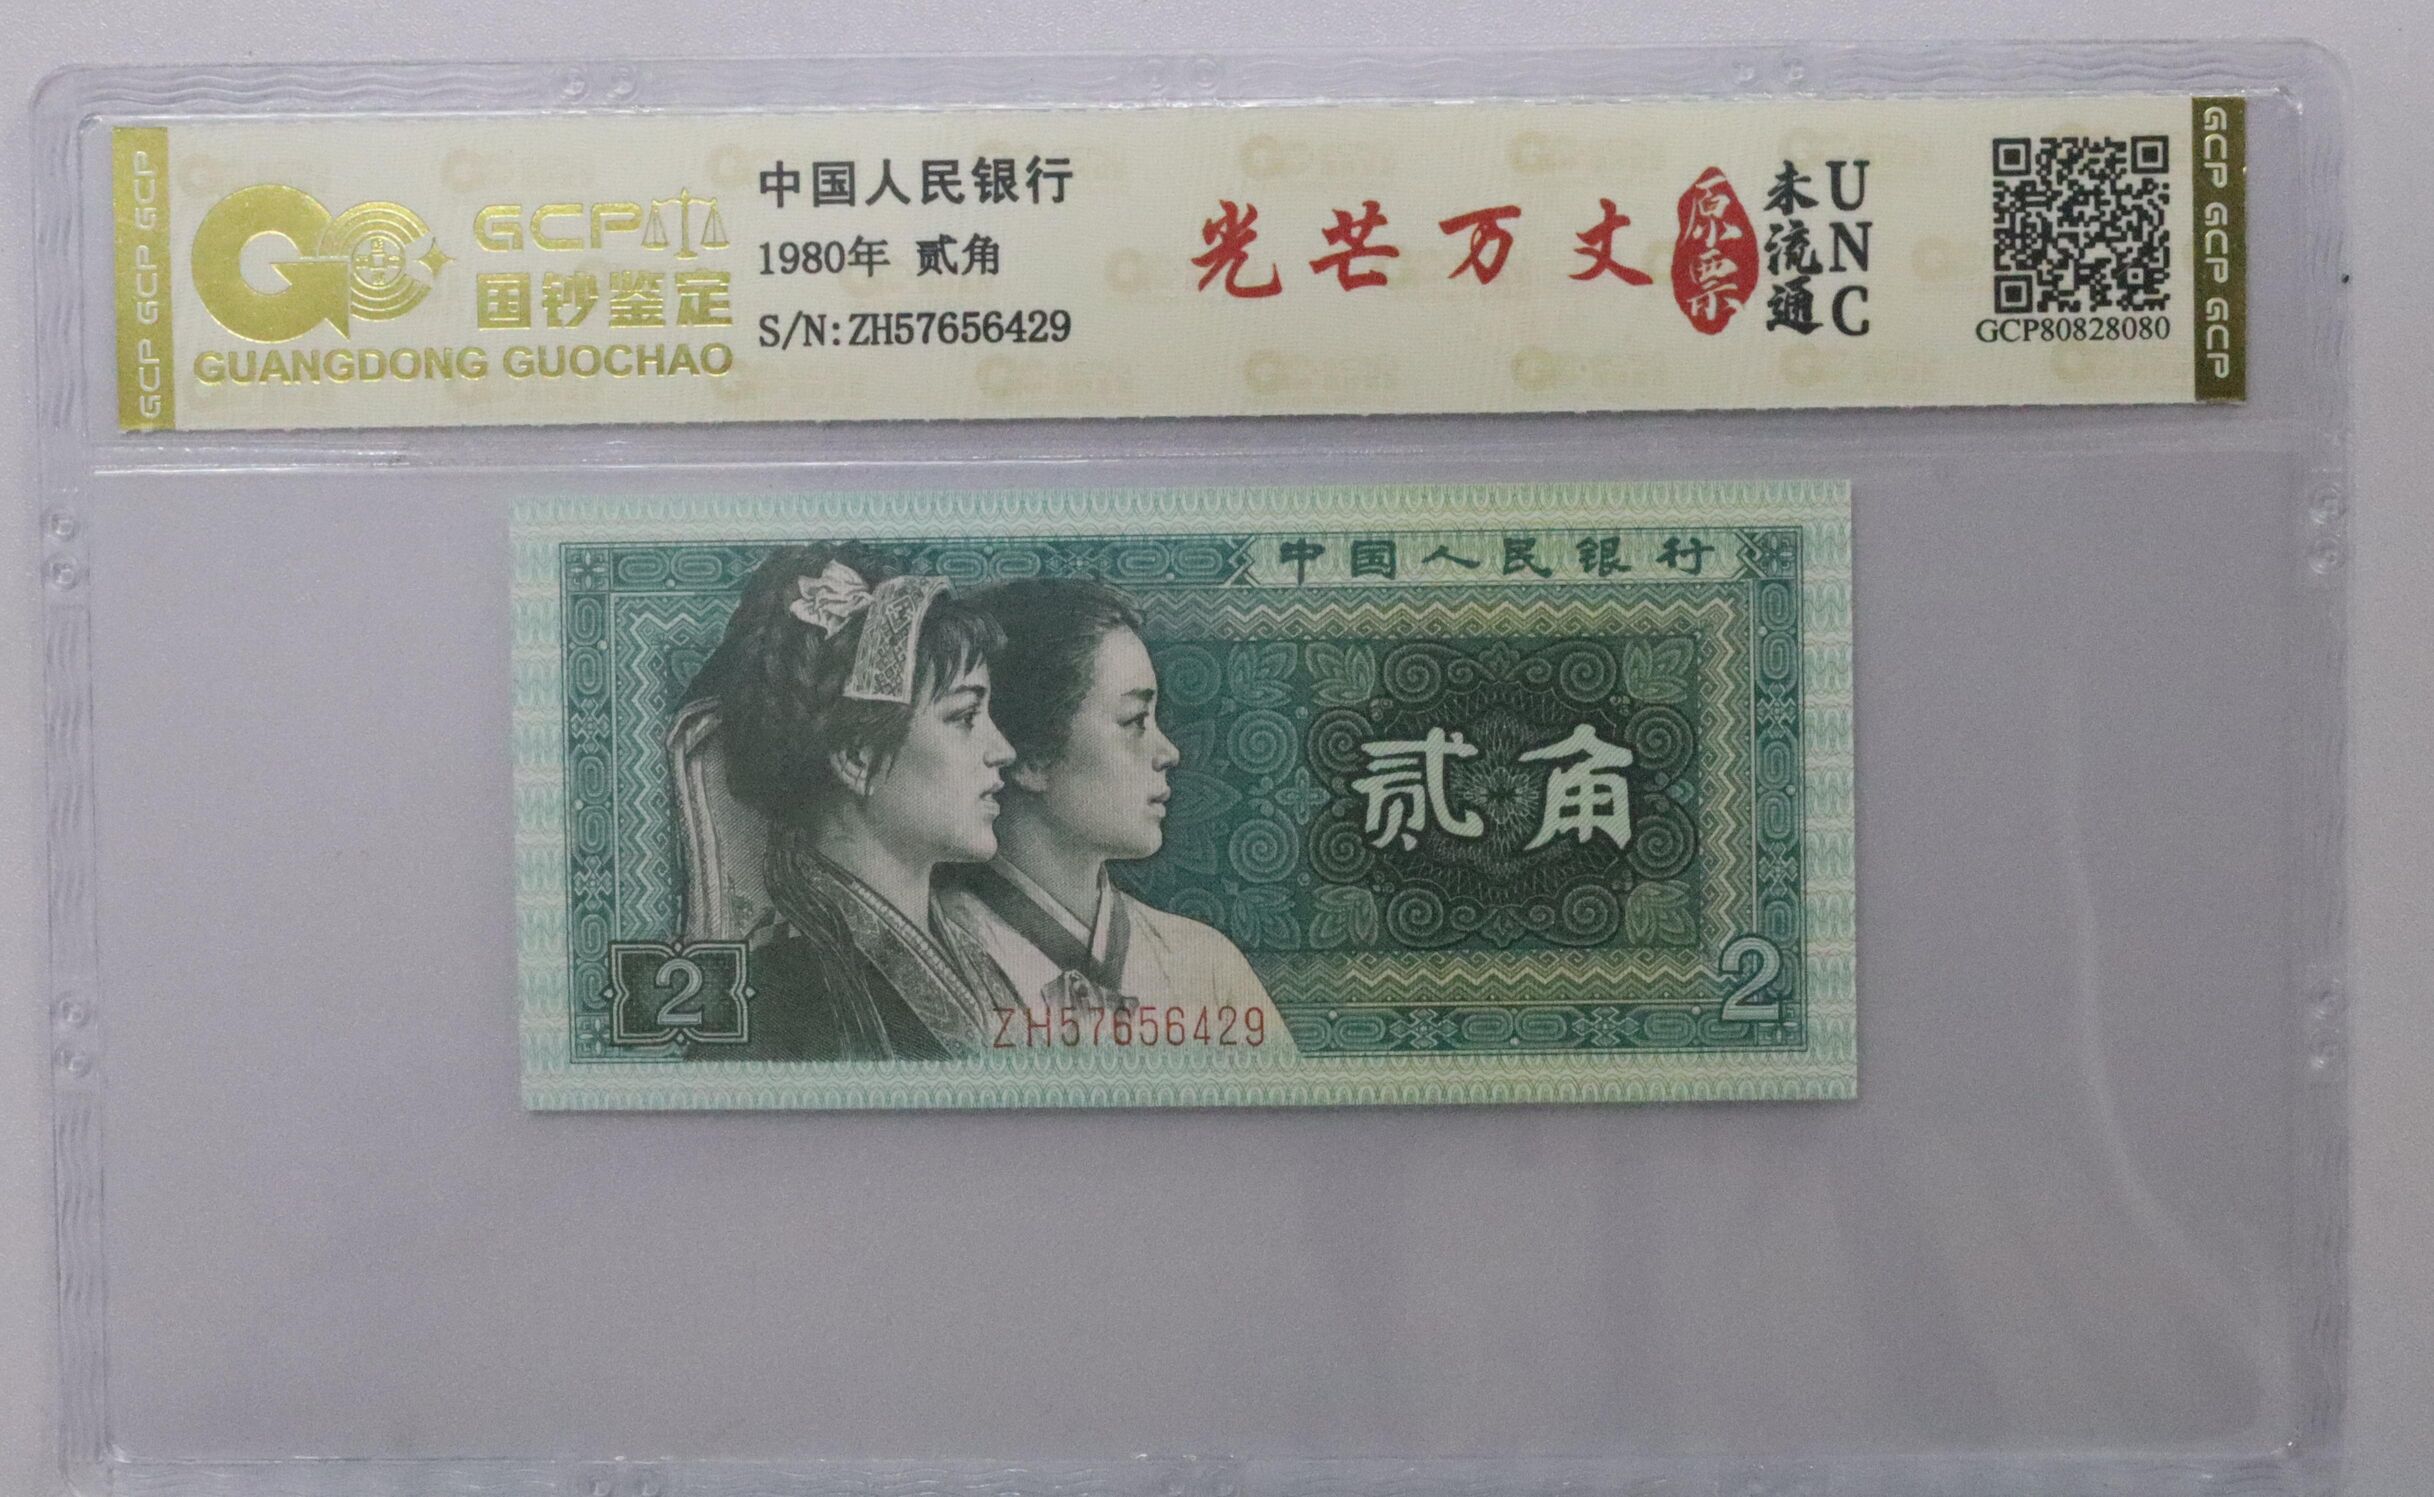 GCP GCP GCP
GCP
国钞鉴定
GUANGDONG GUOCHAO
中国人民银行
1980年 贰角
S/N:ZH57656429
光芒万丈
原票
未流通
UNC
GCP80828080
GCP GCP GCP
中国人民银行
贰角
2
2
ZH57656429